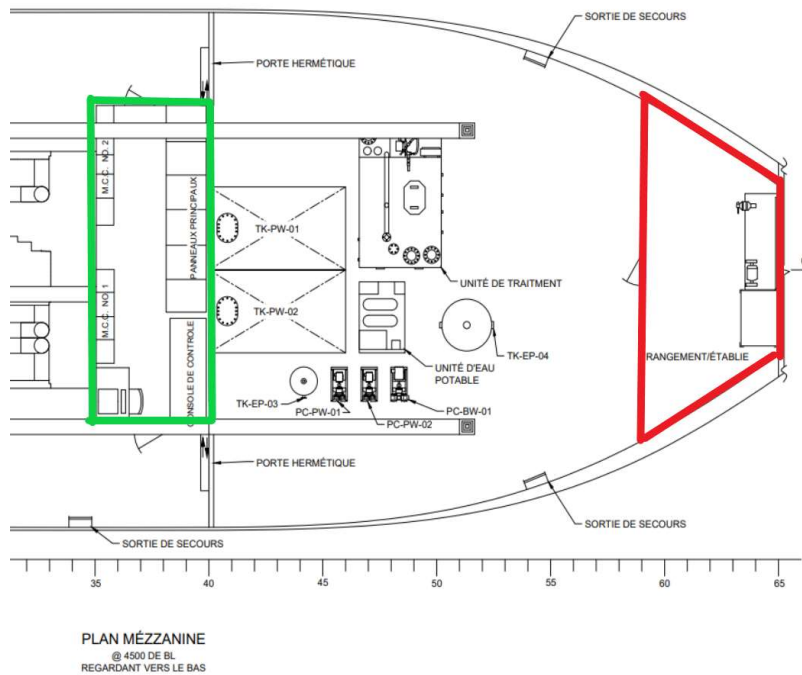 SORTIE DE SECOURS
PORTE HERMÉTIQUE
M.C.C. NO. 2
PANNEAUX PRINCIPAUX
TK-PW-01
UNITÉ DE TRAITMENT
M.C.C. NO. 1
TK-PW-02
CONSOLE DE CONTROLE
TK-EP-04
RANGEMENT/ÉTABLIE
UNITÉ D'EAU
POTABLE
TK-EP-03
PC-PW-01
PC-BW-01
PC-PW-02
PORTE HERMÉTIQUE
SORTIE DE SECOURS
SORTIE DE SECOURS
35 40 45 50 55 60 65
PLAN MÉZZANINE
@ 4500 DE BL
REGARDANT VERS LE BAS